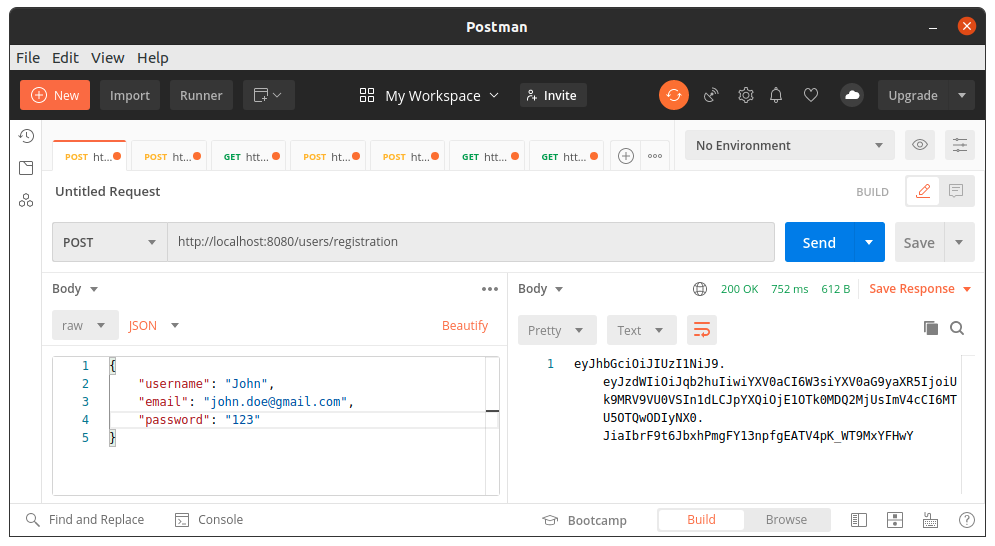 Postman
File Edit View Help
New Import Runner My Workspace Invite Upgrade
POST ht... POST ht... GET htt... POST ht... POST ht... GET htt... GET htt... No Environment
Untitled Request BUILD
POST http://localhost:8080/users/registration Send Save
Body Body 200 OK 752 ms 612 B Save Response
raw JSON Beautify Pretty Text
1 {
2 "username": "John",
3 "email": "john.doe@gmail.com",
4 "password": "123"
5 }
1 eyJhbGciOiJIUzI1NiJ9.
eyJzdWIiOiJqb2huIiwiYXV0aCI6W3siYXV0aG9yaXR5IjoiU
k9MRV9VU0VSIn1dLCJpYXQiOjE1OTk0MDQ2MjUsImV4cCI6MT
U5OTQwODIyNX0.
JiaIbrF9t6JbxhPmgFY13npfgEATV4pK_WT9MxYFHwY
Find and Replace Console Bootcamp Build Browse